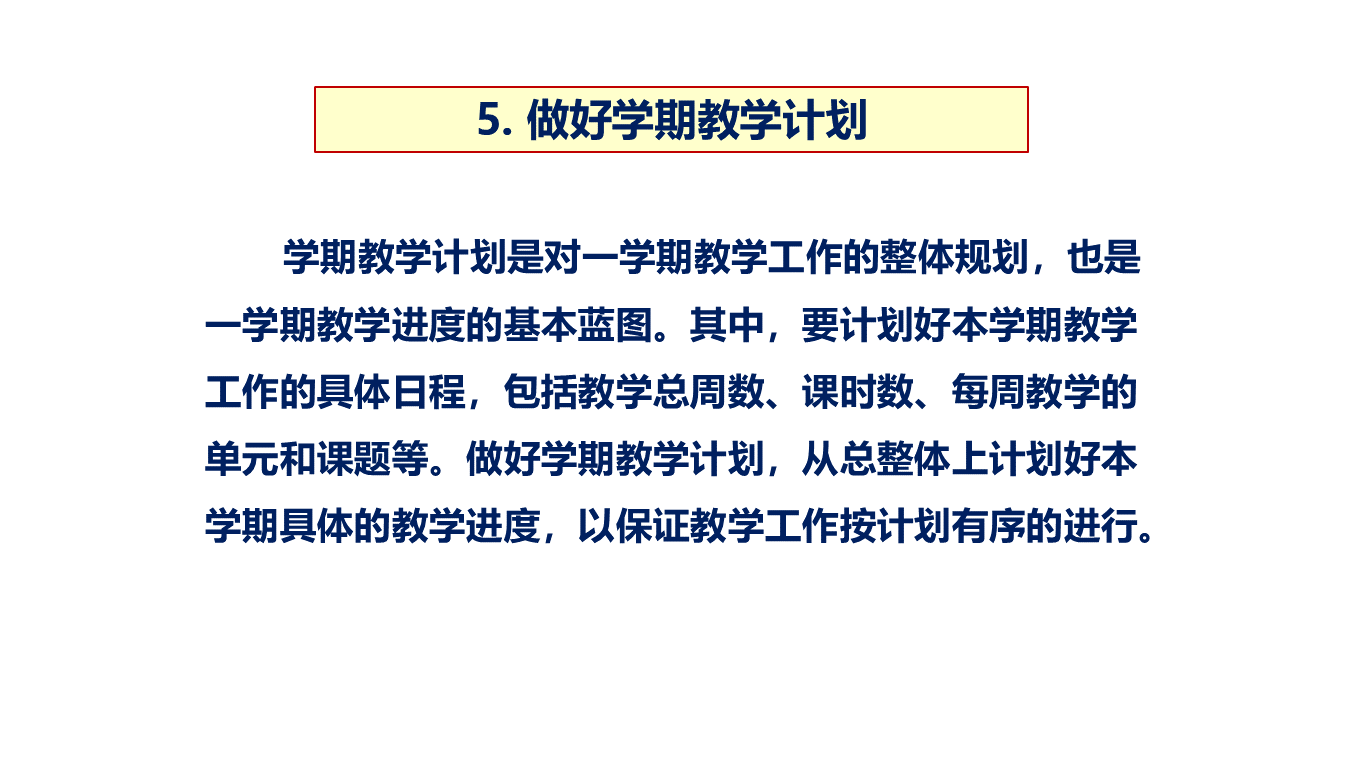 5. 做好学期教学计划
学期教学计划是对一学期教学工作的整体规划，也是
一学期教学进度的基本蓝图。其中，要计划好本学期教学
工作的具体日程，包括教学总周数、课时数、每周教学的
单元和课题等。做好学期教学计划，从总整体上计划好本
学期具体的教学进度，以保证教学工作按计划有序的进行。